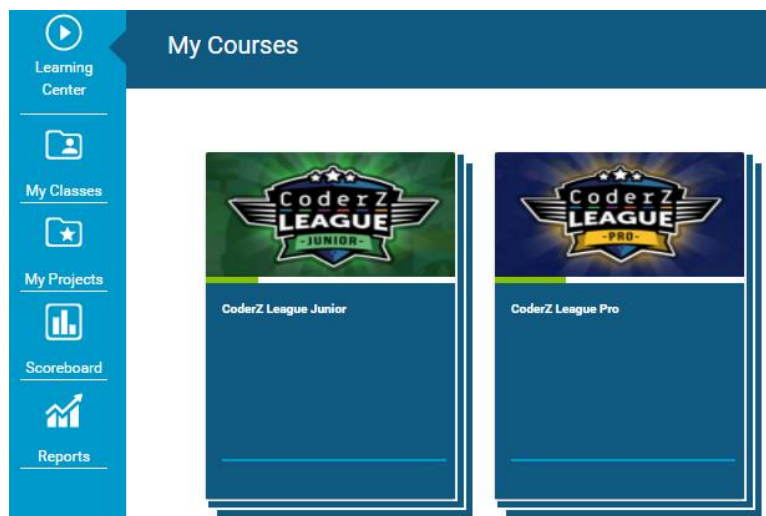 Learning
Center
My Courses
My Classes
My Projects
Scoreboard
Reports
CoderZ
LEAGUE
-JUNIOR-
CoderZ League Junior
CoderZ
LEAGUE
-PRO-
CoderZ League Pro